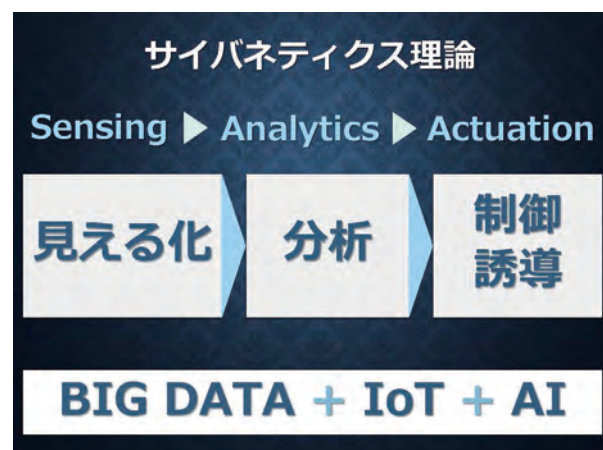 サイバネティクス理論
Sensing ▶ Analytics ▶ Actuation
見える化
分析
制御
誘導
BIG DATA + IoT + AI